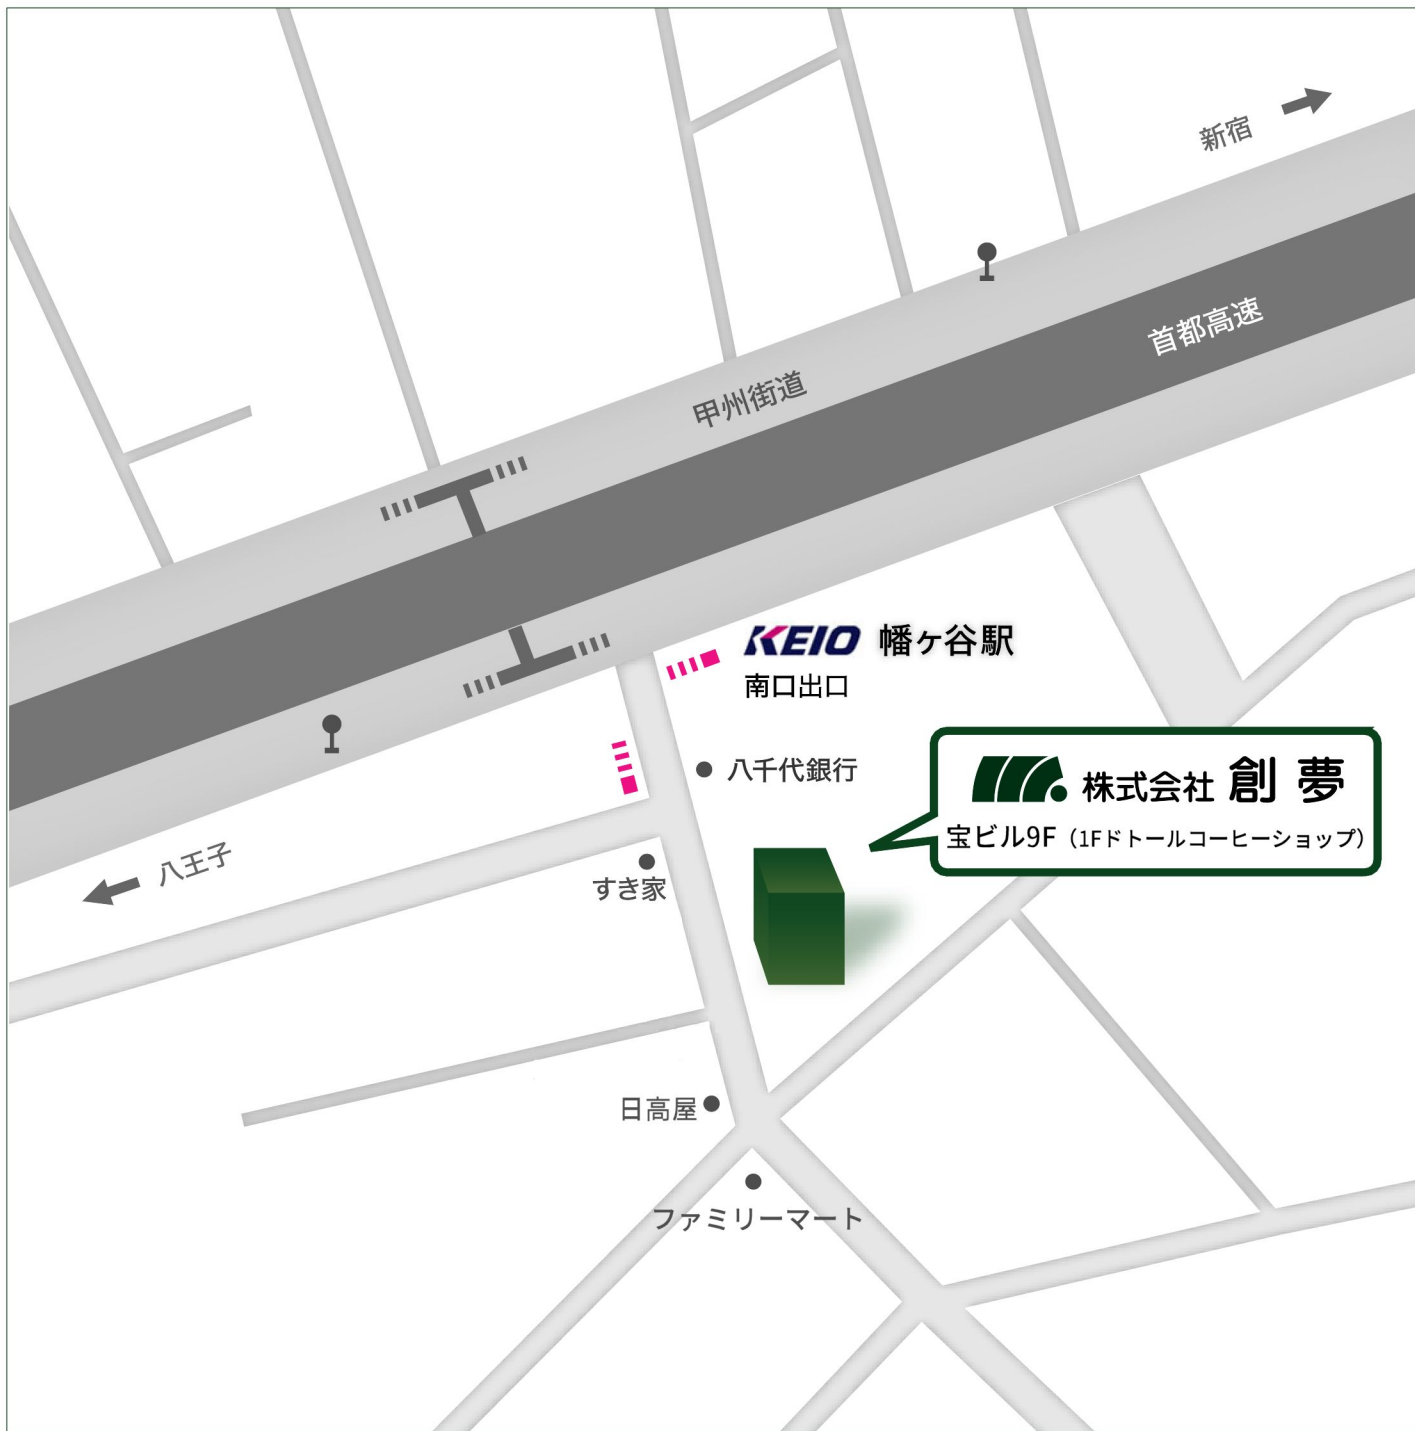 新宿
首都高速
甲州街道
KEIO 幡ヶ谷駅
南口出口
八千代銀行
株式会社 創夢
宝ビル9F（1Fドトールコーヒーショップ）
八王子
すき家
日高屋
ファミリーマート